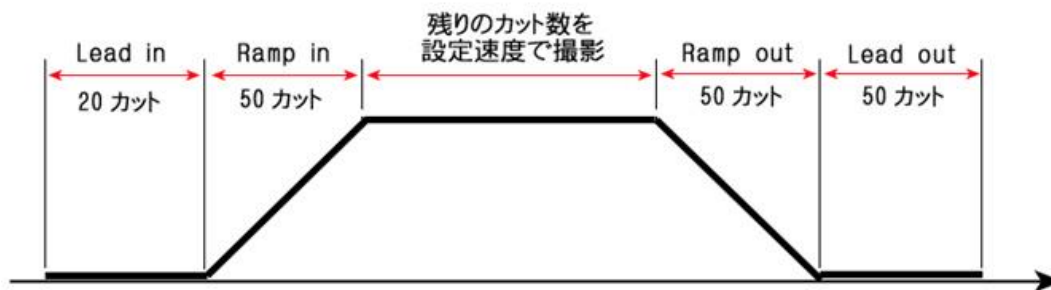 Lead in
20 カット
Ramp in
50 カット
残りのカット数を
設定速度で撮影
Ramp out
50 カット
Lead out
50 カット